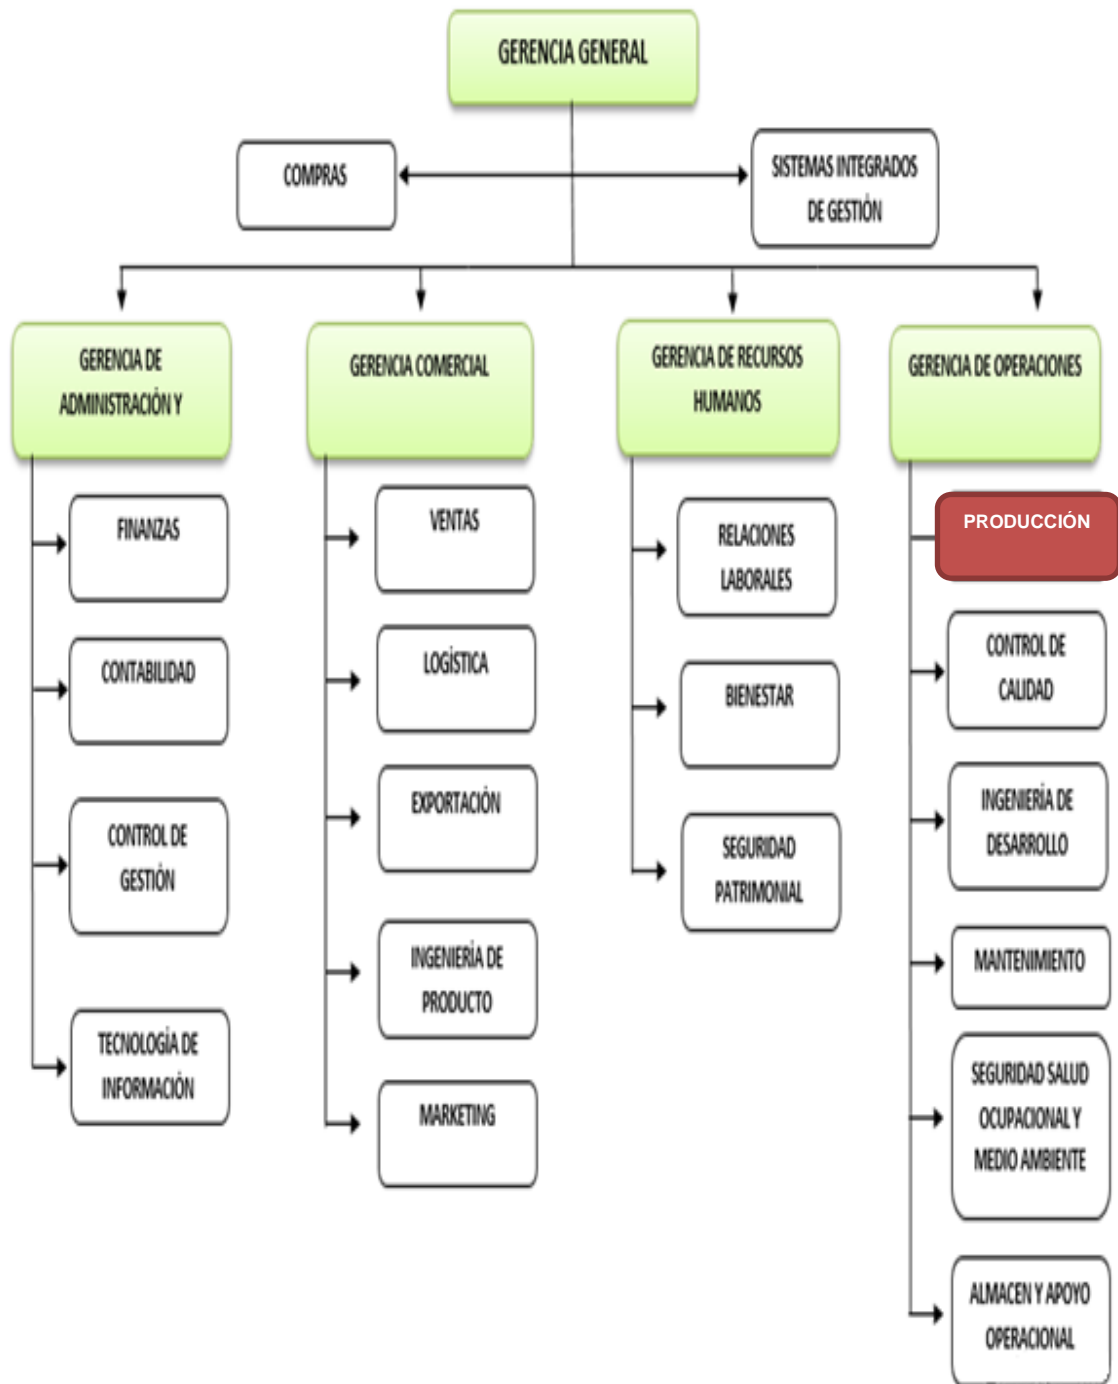 GERENCIA GENERAL
COMPRAS
SISTEMAS INTEGRADOS
DE GESTIÓN
GERENCIA DE
ADMINISTRACIÓN Y
GERENCIA COMERCIAL
GERENCIA DE RECURSOS
HUMANOS
GERENCIA DE OPERACIONES
FINANZAS
CONTABILIDAD
CONTROL DE
GESTIÓN
TECNOLOGÍA DE
INFORMACIÓN
VENTAS
LOGÍSTICA
EXPORTACIÓN
INGENIERÍA DE
PRODUCTO
MARKETING
RELACIONES
LABORALES
BIENESTAR
SEGURIDAD
PATRIMONIAL
PRODUCCIÓN
CONTROL DE
CALIDAD
INGENIERÍA DE
DESARROLLO
MANTENIMIENTO
SEGURIDAD SALUD
OCUPACIONAL Y
MEDIO AMBIENTE
ALMACEN Y APOYO
OPERACIONAL